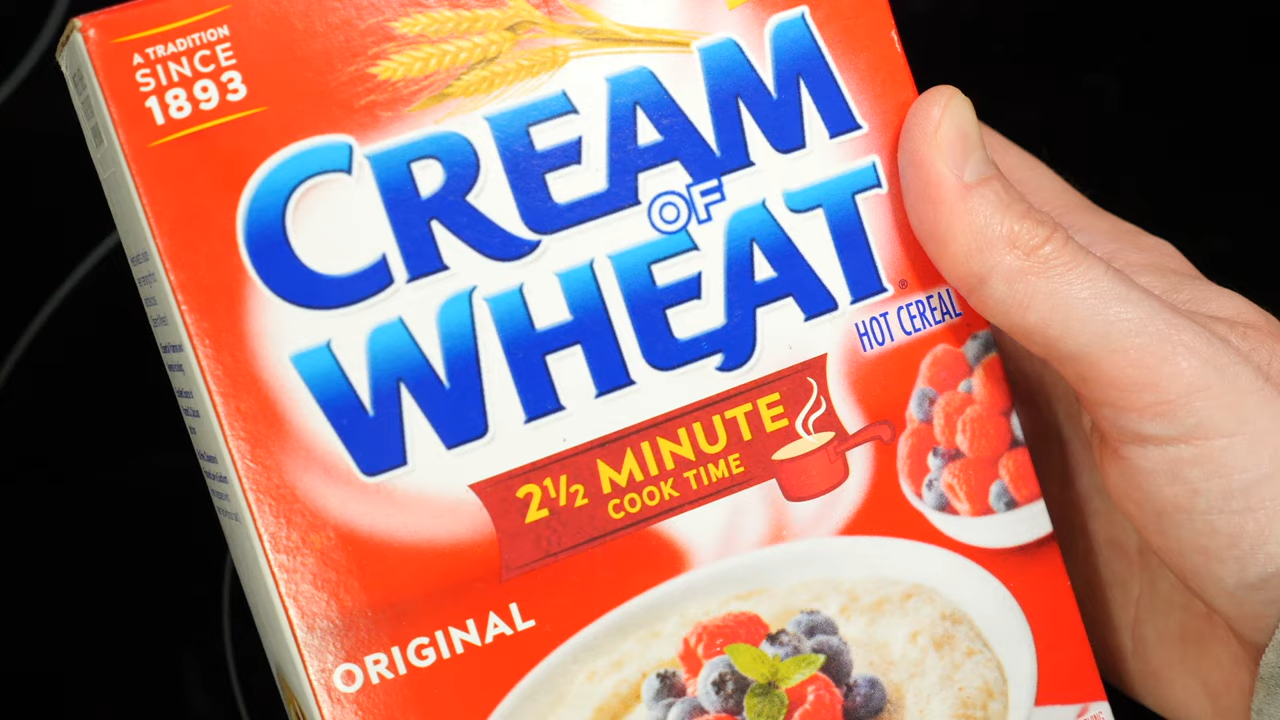 A TRADITION
SINCE
1893
CREAM
OF
WHEAT®
HOT CEREAL
2½ MINUTE
COOK TIME
ORIGINAL